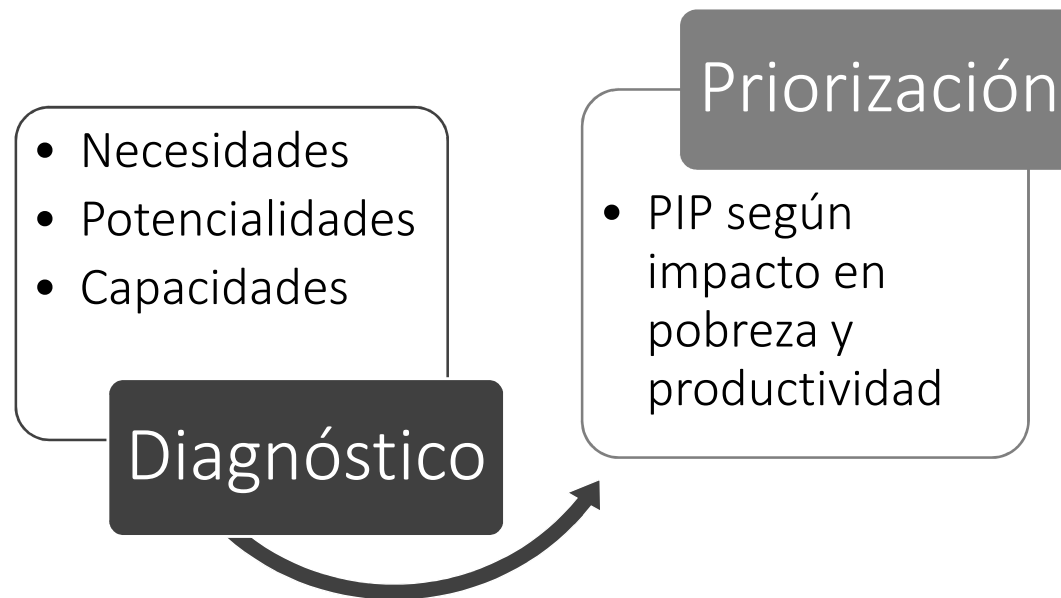 • Necesidades
• Potencialidades
• Capacidades
Diagnóstico
Priorización
• PIP según
impacto en
pobreza y
productividad